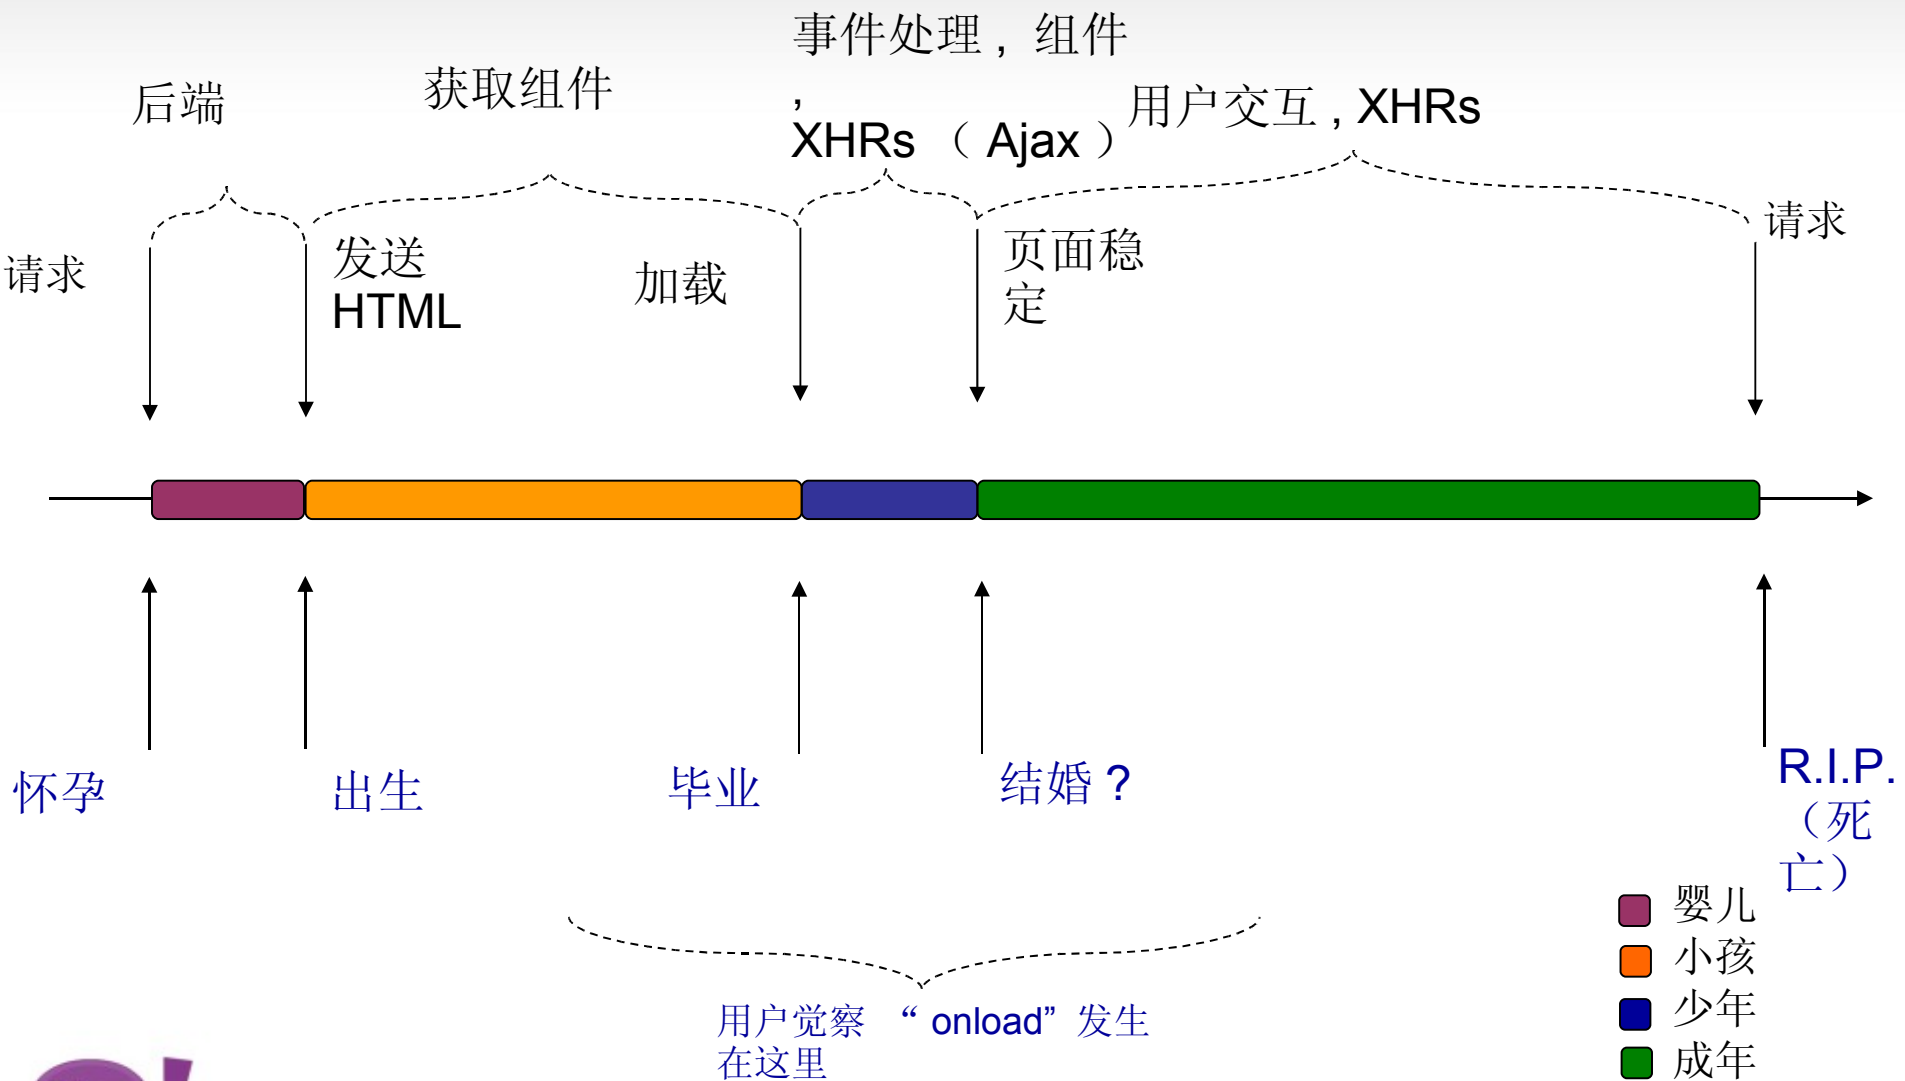 事件处理，组件
，
XHRs （Ajax）
后端
获取组件
用户交互 , XHRs
请求
发送
HTML
加载
页面稳
定
请求
怀孕
出生
毕业
结婚？
R.I.P.
（死
亡）
用户觉察 “onload” 发生
在这里
婴儿
小孩
少年
成年